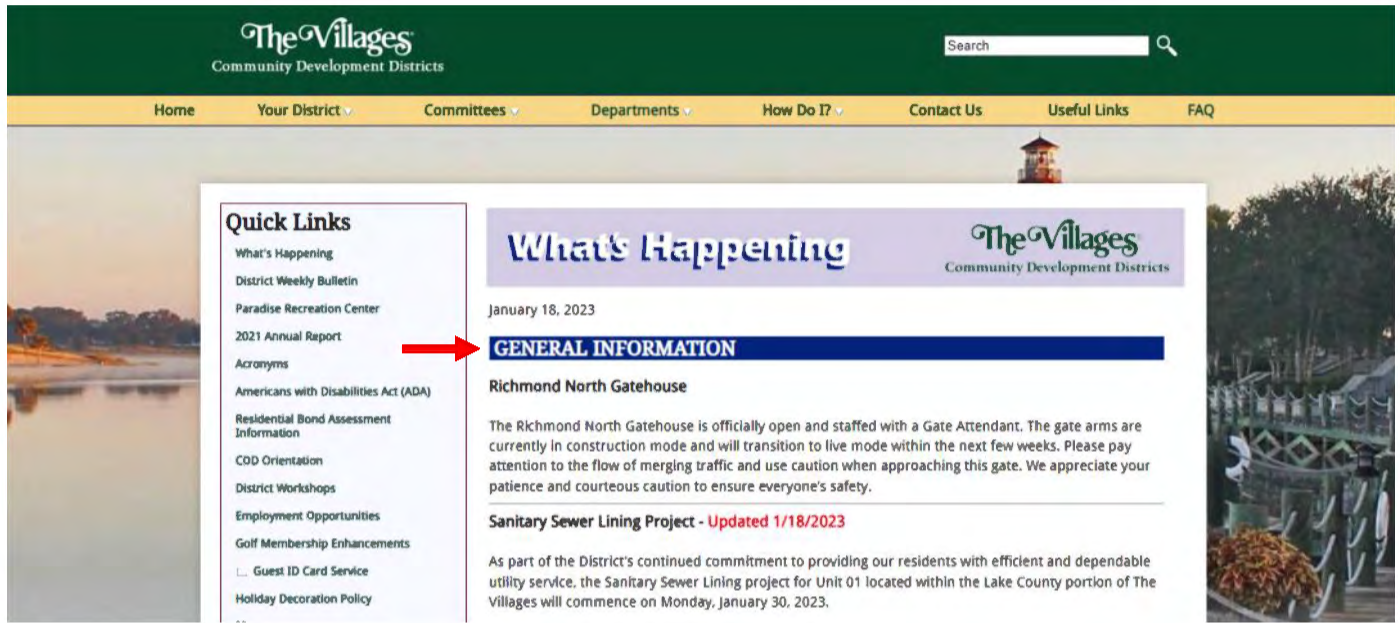 The Villages
Community Development Districts
Search
Home Your District Committees Departments How Do I? Contact Us Useful Links FAQ
Quick Links
What's Happening
District Weekly Bulletin
Paradise Recreation Center
2021 Annual Report
Acronyms
Americans with Disabilities Act (ADA)
Residential Bond Assessment
Information
CDD Orientation
District Workshops
Employment Opportunities
Golf Membership Enhancements
Guest ID Card Service
Holiday Decoration Policy
What's Happening
The Villages
Community Development Districts
January 18, 2023
GENERAL INFORMATION
Richmond North Gatehouse
The Richmond North Gatehouse is officially open and staffed with a Gate Attendant. The gate arms are
currently in construction mode and will transition to live mode within the next few weeks. Please pay
attention to the flow of merging traffic and use caution when approaching this gate. We appreciate your
patience and courteous caution to ensure everyone's safety.
Sanitary Sewer Lining Project - Updated 1/18/2023
As part of the District's continued commitment to providing our residents with efficient and dependable
utility service, the Sanitary Sewer Lining project for Unit 01 located within the Lake County portion of The
Villages will commence on Monday, January 30, 2023.